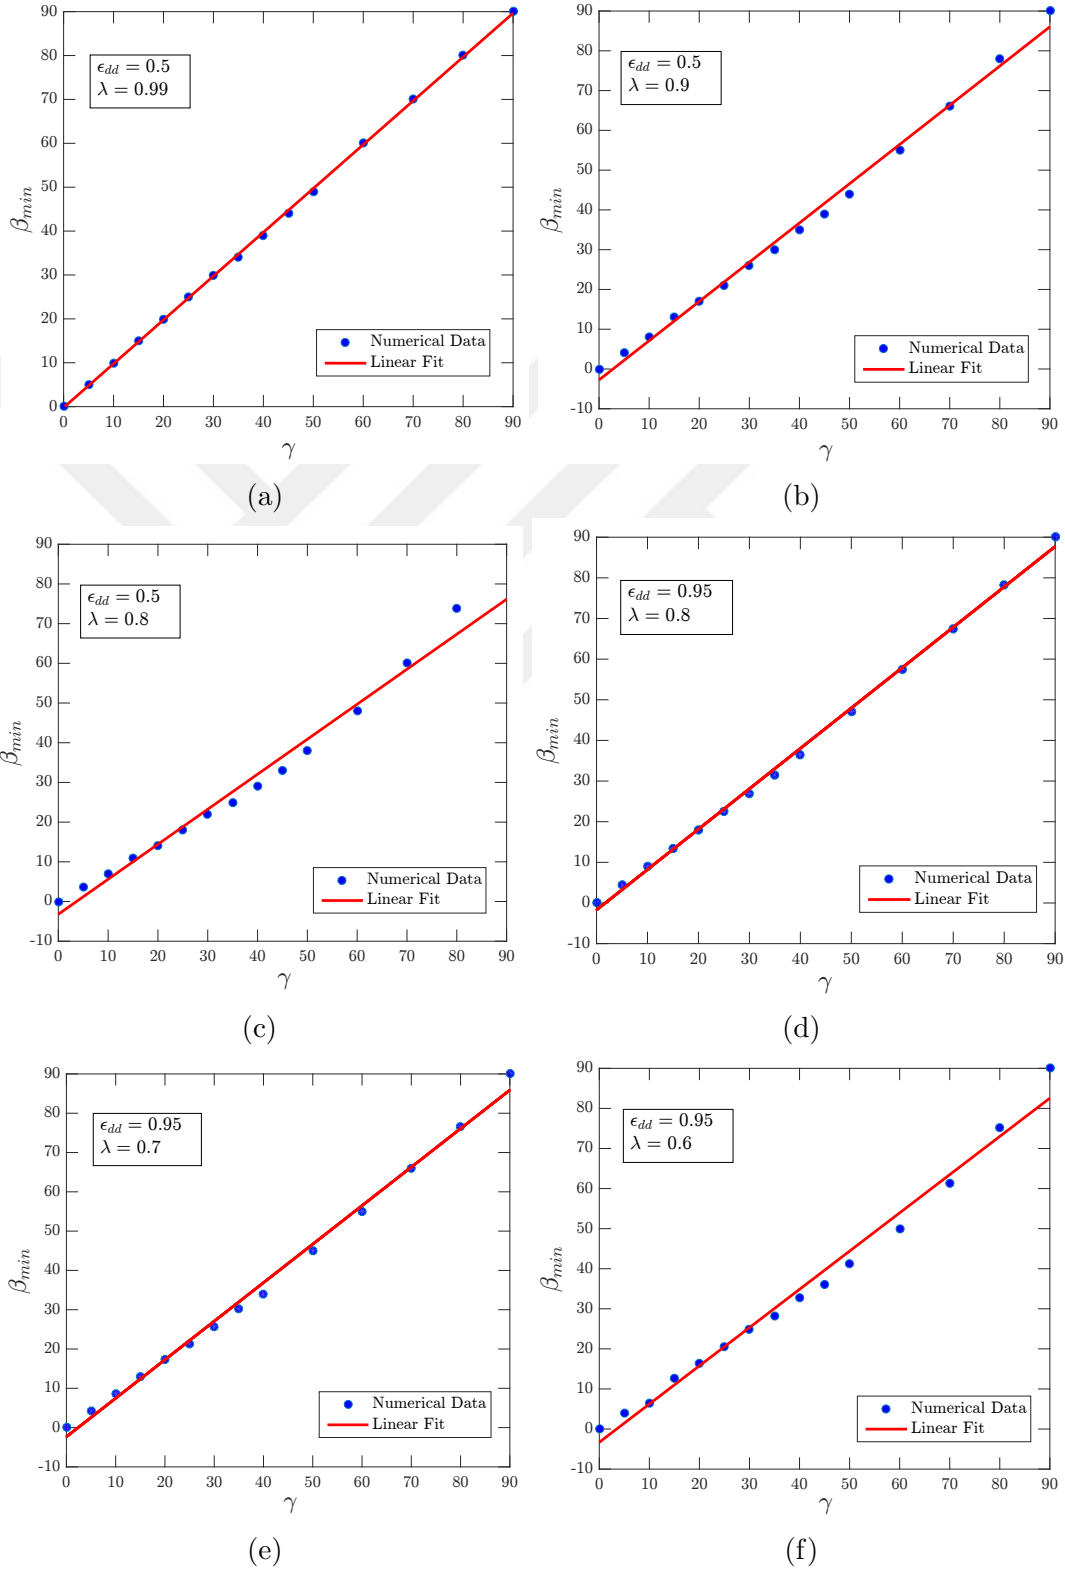 90
80
70
60
50
40
30
20
10
0
β_min
ϵ_dd = 0.5
λ = 0.99
Numerical Data
Linear Fit
0 10 20 30 40 50 60 70 80 90
γ
(a)
90
80
70
60
50
40
30
20
10
0
-10
β_min
ϵ_dd = 0.5
λ = 0.9
Numerical Data
Linear Fit
0 10 20 30 40 50 60 70 80 90
γ
(b)
90
80
70
60
50
40
30
20
10
0
-10
β_min
ϵ_dd = 0.5
λ = 0.8
Numerical Data
Linear Fit
0 10 20 30 40 50 60 70 80 90
γ
(c)
90
80
70
60
50
40
30
20
10
0
-10
β_min
ϵ_dd = 0.95
λ = 0.8
Numerical Data
Linear Fit
0 10 20 30 40 50 60 70 80 90
γ
(d)
90
80
70
60
50
40
30
20
10
0
-10
β_min
ϵ_dd = 0.95
λ = 0.7
Numerical Data
Linear Fit
0 10 20 30 40 50 60 70 80 90
γ
(e)
90
80
70
60
50
40
30
20
10
0
-10
β_min
ϵ_dd = 0.95
λ = 0.6
Numerical Data
Linear Fit
0 10 20 30 40 50 60 70 80 90
γ
(f)